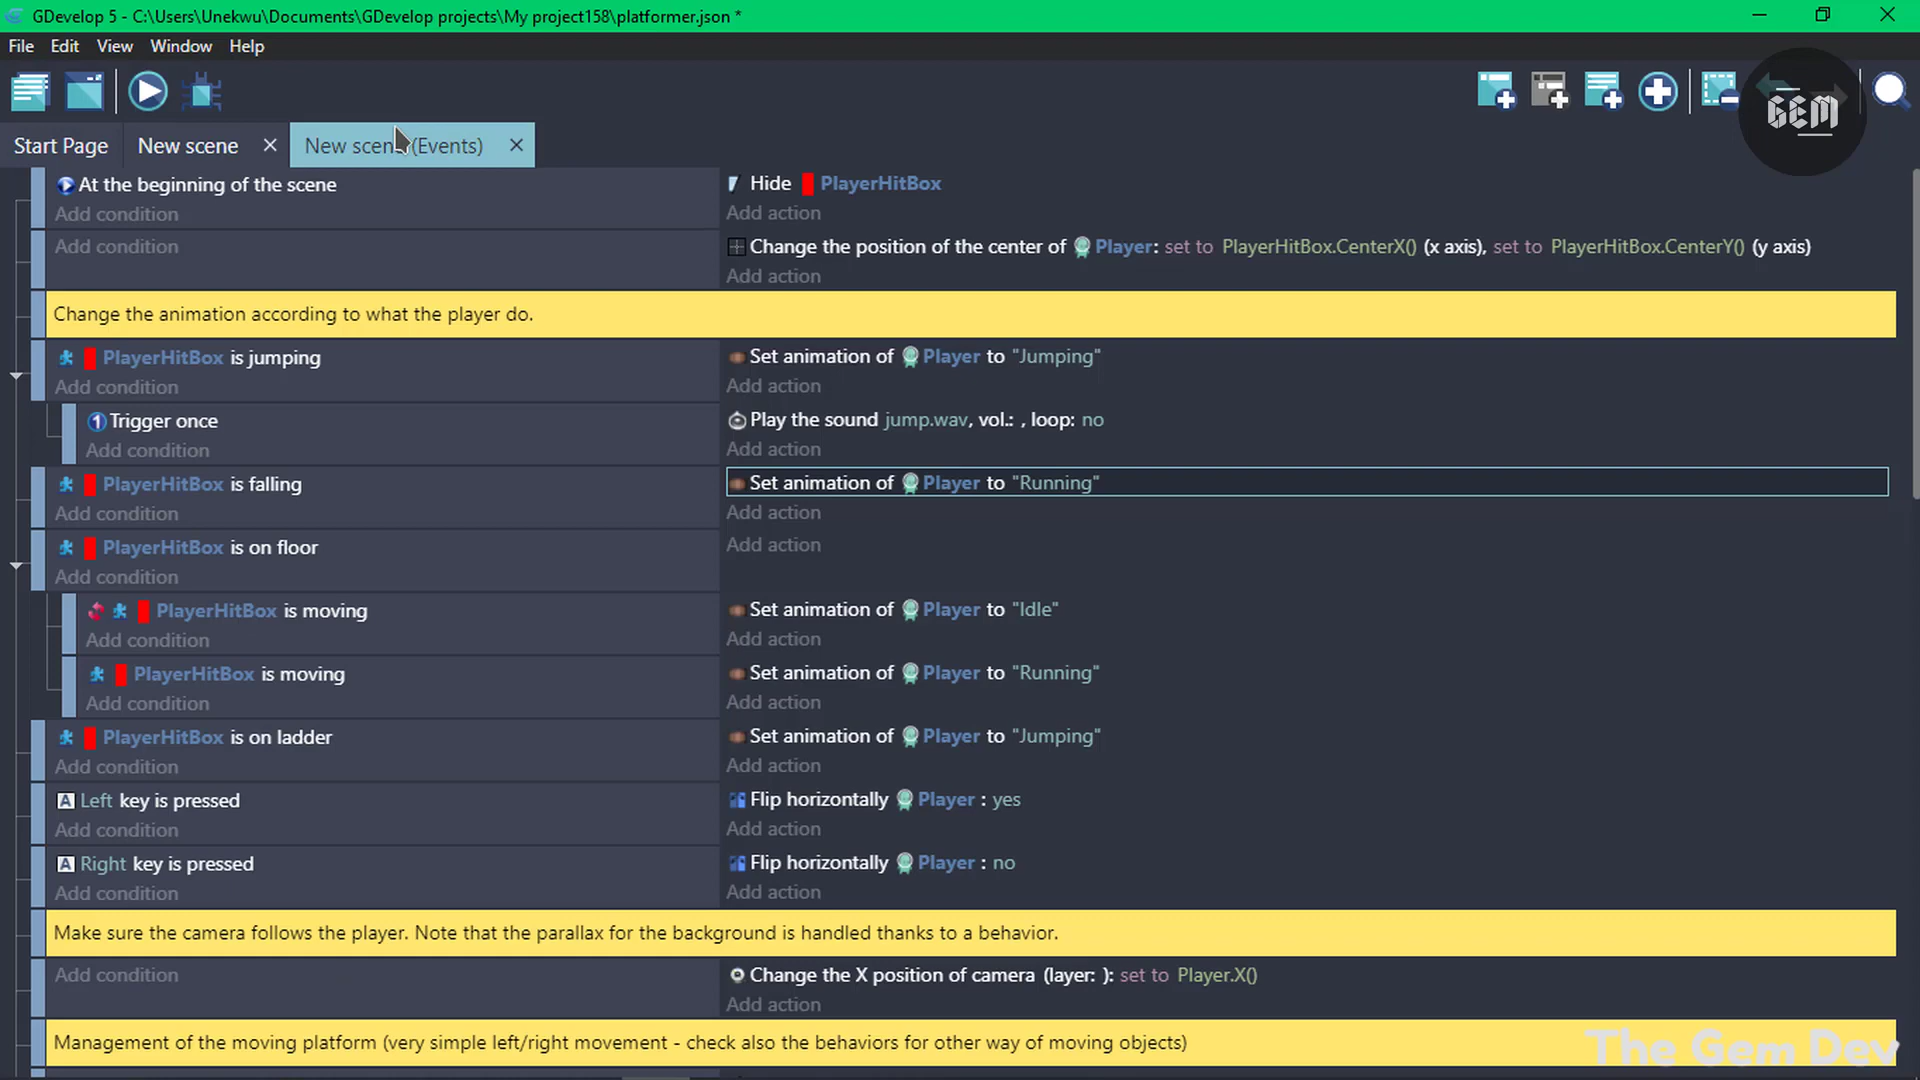 GDevelop 5 - C:\Users\Unekwu\Documents\GDevelop projects\My project158\platformer.json *
File Edit View Window Help
GEM
Start Page New scene × New scene (Events) ×
At the beginning of the scene
Hide PlayerHitBox
Add condition
Add action
Add condition
Change the position of the center of Player: set to PlayerHitBox.CenterX() (x axis), set to PlayerHitBox.CenterY() (y axis)
Add action
Change the animation according to what the player do.
PlayerHitBox is jumping
Set animation of Player to "Jumping"
Add condition
Add action
Trigger once
Play the sound jump.wav, vol.: , loop: no
Add condition
Add action
PlayerHitBox is falling
Set animation of Player to "Running"
Add condition
Add action
PlayerHitBox is on floor
Add action
Add condition
PlayerHitBox is moving
Set animation of Player to "Idle"
Add condition
Add action
PlayerHitBox is moving
Set animation of Player to "Running"
Add condition
Add action
PlayerHitBox is on ladder
Set animation of Player to "Jumping"
Add condition
Add action
Left key is pressed
Flip horizontally Player : yes
Add condition
Add action
Right key is pressed
Flip horizontally Player : no
Add condition
Add action
Make sure the camera follows the player. Note that the parallax for the background is handled thanks to a behavior.
Add condition
Change the X position of camera (layer: ): set to Player.X()
Add action
Management of the moving platform (very simple left/right movement - check also the behaviors for other way of moving objects)
The Gem Dev